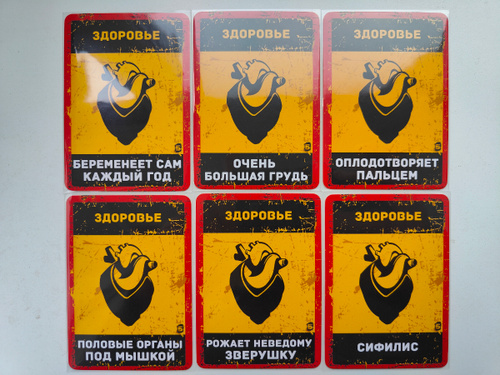 ЗДОРОВЬЕ
БЕРЕМЕНЕЕТ САМ
КАЖДЫЙ ГОД
ЗДОРОВЬЕ
ОЧЕНЬ
БОЛЬШАЯ ГРУДЬ
ЗДОРОВЬЕ
ОПЛОДОТВОРЯЕТ
ПАЛЬЦЕМ
ЗДОРОВЬЕ
ПОЛОВЫЕ ОРГАНЫ
ПОД МЫШКОЙ
ЗДОРОВЬЕ
РОЖАЕТ НЕВЕДОМУ
ЗВЕРУШКУ
ЗДОРОВЬЕ
СИФИЛИС